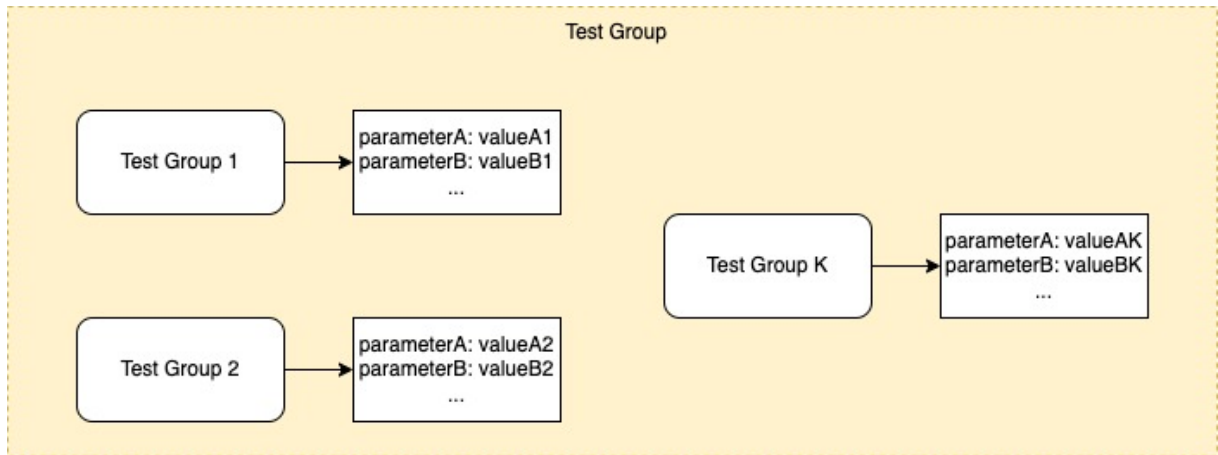 Test Group
Test Group 1
parameterA: valueA1
parameterB: valueB1
...
Test Group 2
parameterA: valueA2
parameterB: valueB2
...
Test Group K
parameterA: valueAK
parameterB: valueBK
...